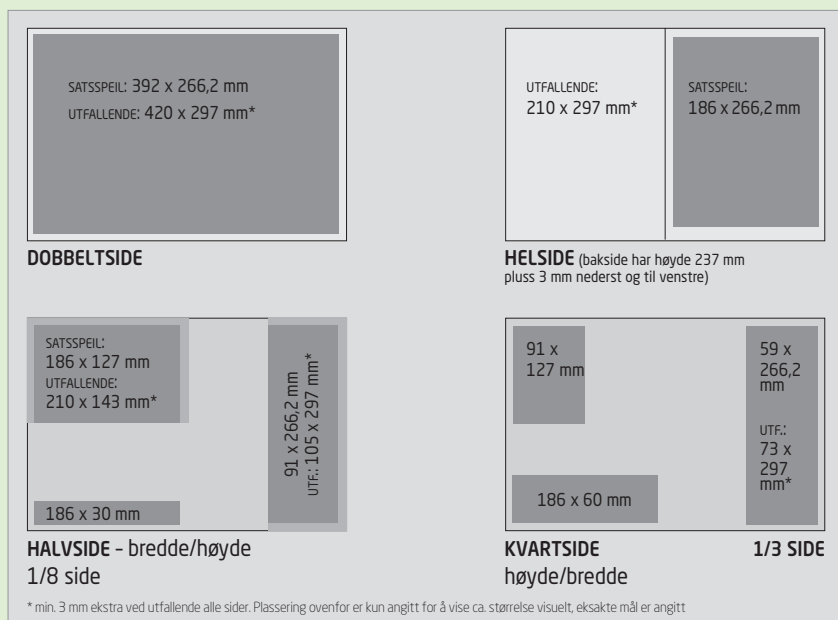 SATSSPEIL: 392 x 266,2 mm
UTFALLENDE: 420 x 297 mm*
DOBBELTSIDE
UTFALLENDE:
210 x 297 mm*
SATSSPEIL:
186 x 266,2 mm
HELSIDE (bakside har høyde 237 mm
pluss 3 mm nederst og til venstre)
SATSSPEIL:
186 x 127 mm
UTFALLENDE:
210 x 143 mm*
91 x 266,2 mm
UTF.: 105 x 297 mm*
186 x 30 mm
HALVSIDE – bredde/høyde
1/8 side
91 x
127 mm
186 x 60 mm
KVARTSIDE
høyde/bredde
59 x
266,2
mm
UTF.:
73 x
297
mm*
1/3 SIDE
* min. 3 mm ekstra ved utfallende alle sider. Plassering ovenfor er kun angitt for å vise ca. størrelse visuelt, eksakte mål er angitt